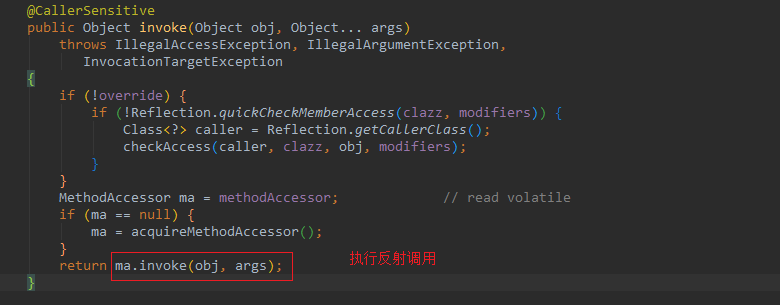 @CallerSensitive
public Object invoke(Object obj, Object... args)
    throws IllegalAccessException, IllegalArgumentException,
       InvocationTargetException
{
    if (!override) {
        if (!Reflection.quickCheckMemberAccess(clazz, modifiers)) {
            Class<?> caller = Reflection.getCallerClass();
            checkAccess(caller, clazz, obj, modifiers);
        }
    }
    MethodAccessor ma = methodAccessor;             // read volatile
    if (ma == null) {
        ma = acquireMethodAccessor();
    }
    return ma.invoke(obj, args); 执行反射调用
}